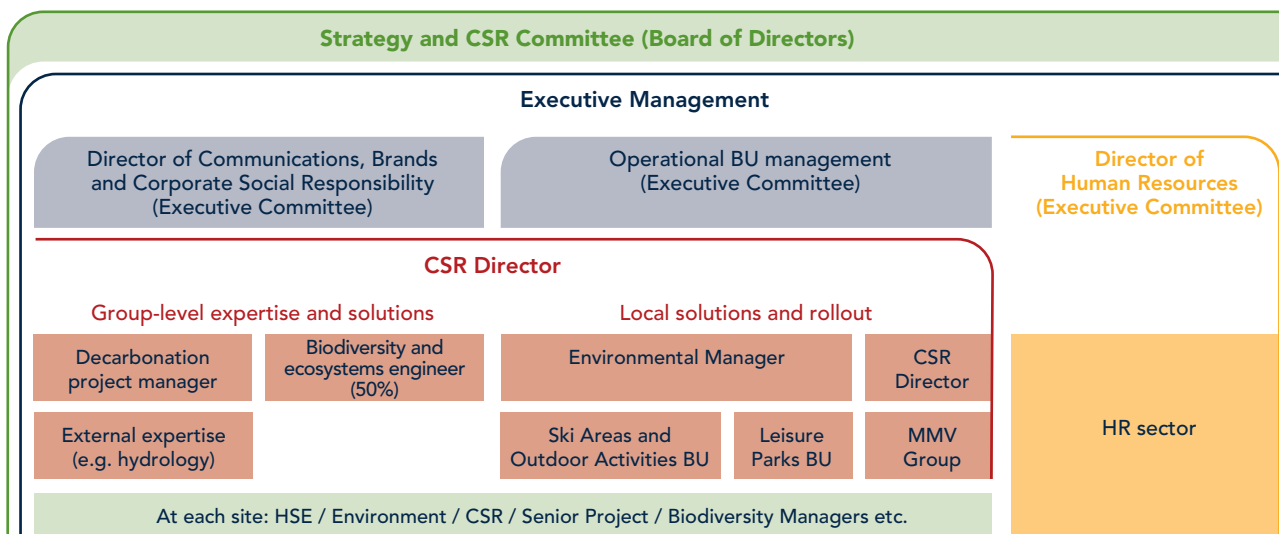 Strategy and CSR Committee (Board of Directors)
Executive Management
Director of Communications, Brands
and Corporate Social Responsibility
(Executive Committee)
Operational BU management
(Executive Committee)
Director of
Human Resources
(Executive Committee)
CSR Director
Group-level expertise and solutions
Local solutions and rollout
Decarbonation
project manager
Biodiversity and
ecosystems engineer
(50%)
Environmental Manager
CSR
Director
External expertise
(e.g. hydrology)
Ski Areas and
Outdoor Activities BU
Leisure
Parks BU
MMV
Group
HR sector
At each site: HSE / Environment / CSR / Senior Project / Biodiversity Managers etc.